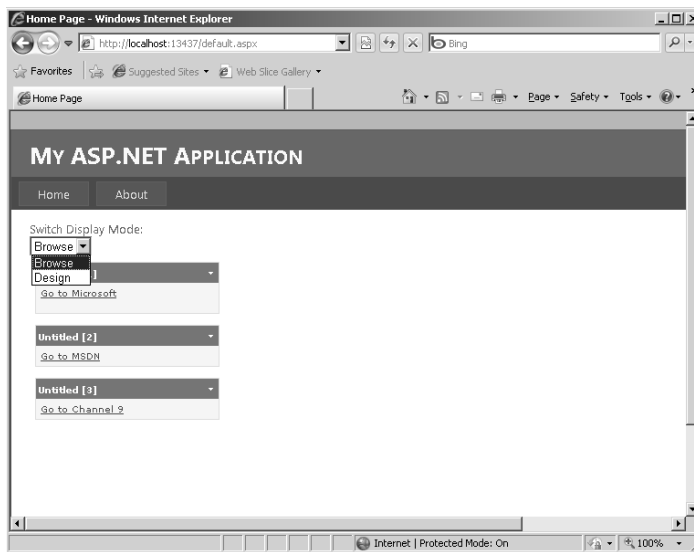 Home Page - Windows Internet Explorer
http://localhost:13437/default.aspx
Bing
Favorites
Suggested Sites
Web Slice Gallery
Home Page
Page
Safety
Tools
MY ASP.NET APPLICATION
Home
About
Switch Display Mode:
Browse
Browse
Design
]
Go to Microsoft
Untitled [2]
Go to MSDN
Untitled [3]
Go to Channel 9
Internet | Protected Mode: On
100%